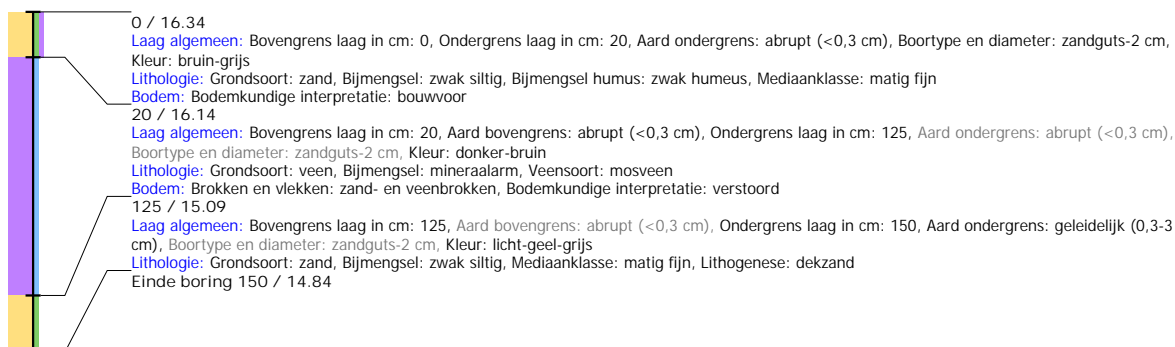 0 / 16.34
Laag algemeen: Bovengrens laag in cm: 0, Ondergrens laag in cm: 20, Aard ondergrens: abrupt (<0,3 cm), Boortype en diameter: zandguts-2 cm,
Kleur: bruin-grijs
Lithologie: Grondsoort: zand, Bijmengsel: zwak siltig, Bijmengsel humus: zwak humeus, Mediaanklasse: matig fijn
Bodem: Bodemkundige interpretatie: bouwvoor
20 / 16.14
Laag algemeen: Bovengrens laag in cm: 20, Aard bovengrens: abrupt (<0,3 cm), Ondergrens laag in cm: 125, Aard ondergrens: abrupt (<0,3 cm),
Boortype en diameter: zandguts-2 cm, Kleur: donker-bruin
Lithologie: Grondsoort: veen, Bijmengsel: mineraalarm, Veensoort: mosveen
Bodem: Brokken en vlekken: zand- en veenbrokken, Bodemkundige interpretatie: verstoord
125 / 15.09
Laag algemeen: Bovengrens laag in cm: 125, Aard bovengrens: abrupt (<0,3 cm), Ondergrens laag in cm: 150, Aard ondergrens: geleidelijk (0,3-3
cm), Boortype en diameter: zandguts-2 cm, Kleur: licht-geel-grijs
Lithologie: Grondsoort: zand, Bijmengsel: zwak siltig, Mediaanklasse: matig fijn, Lithogenese: dekzand
Einde boring 150 / 14.84